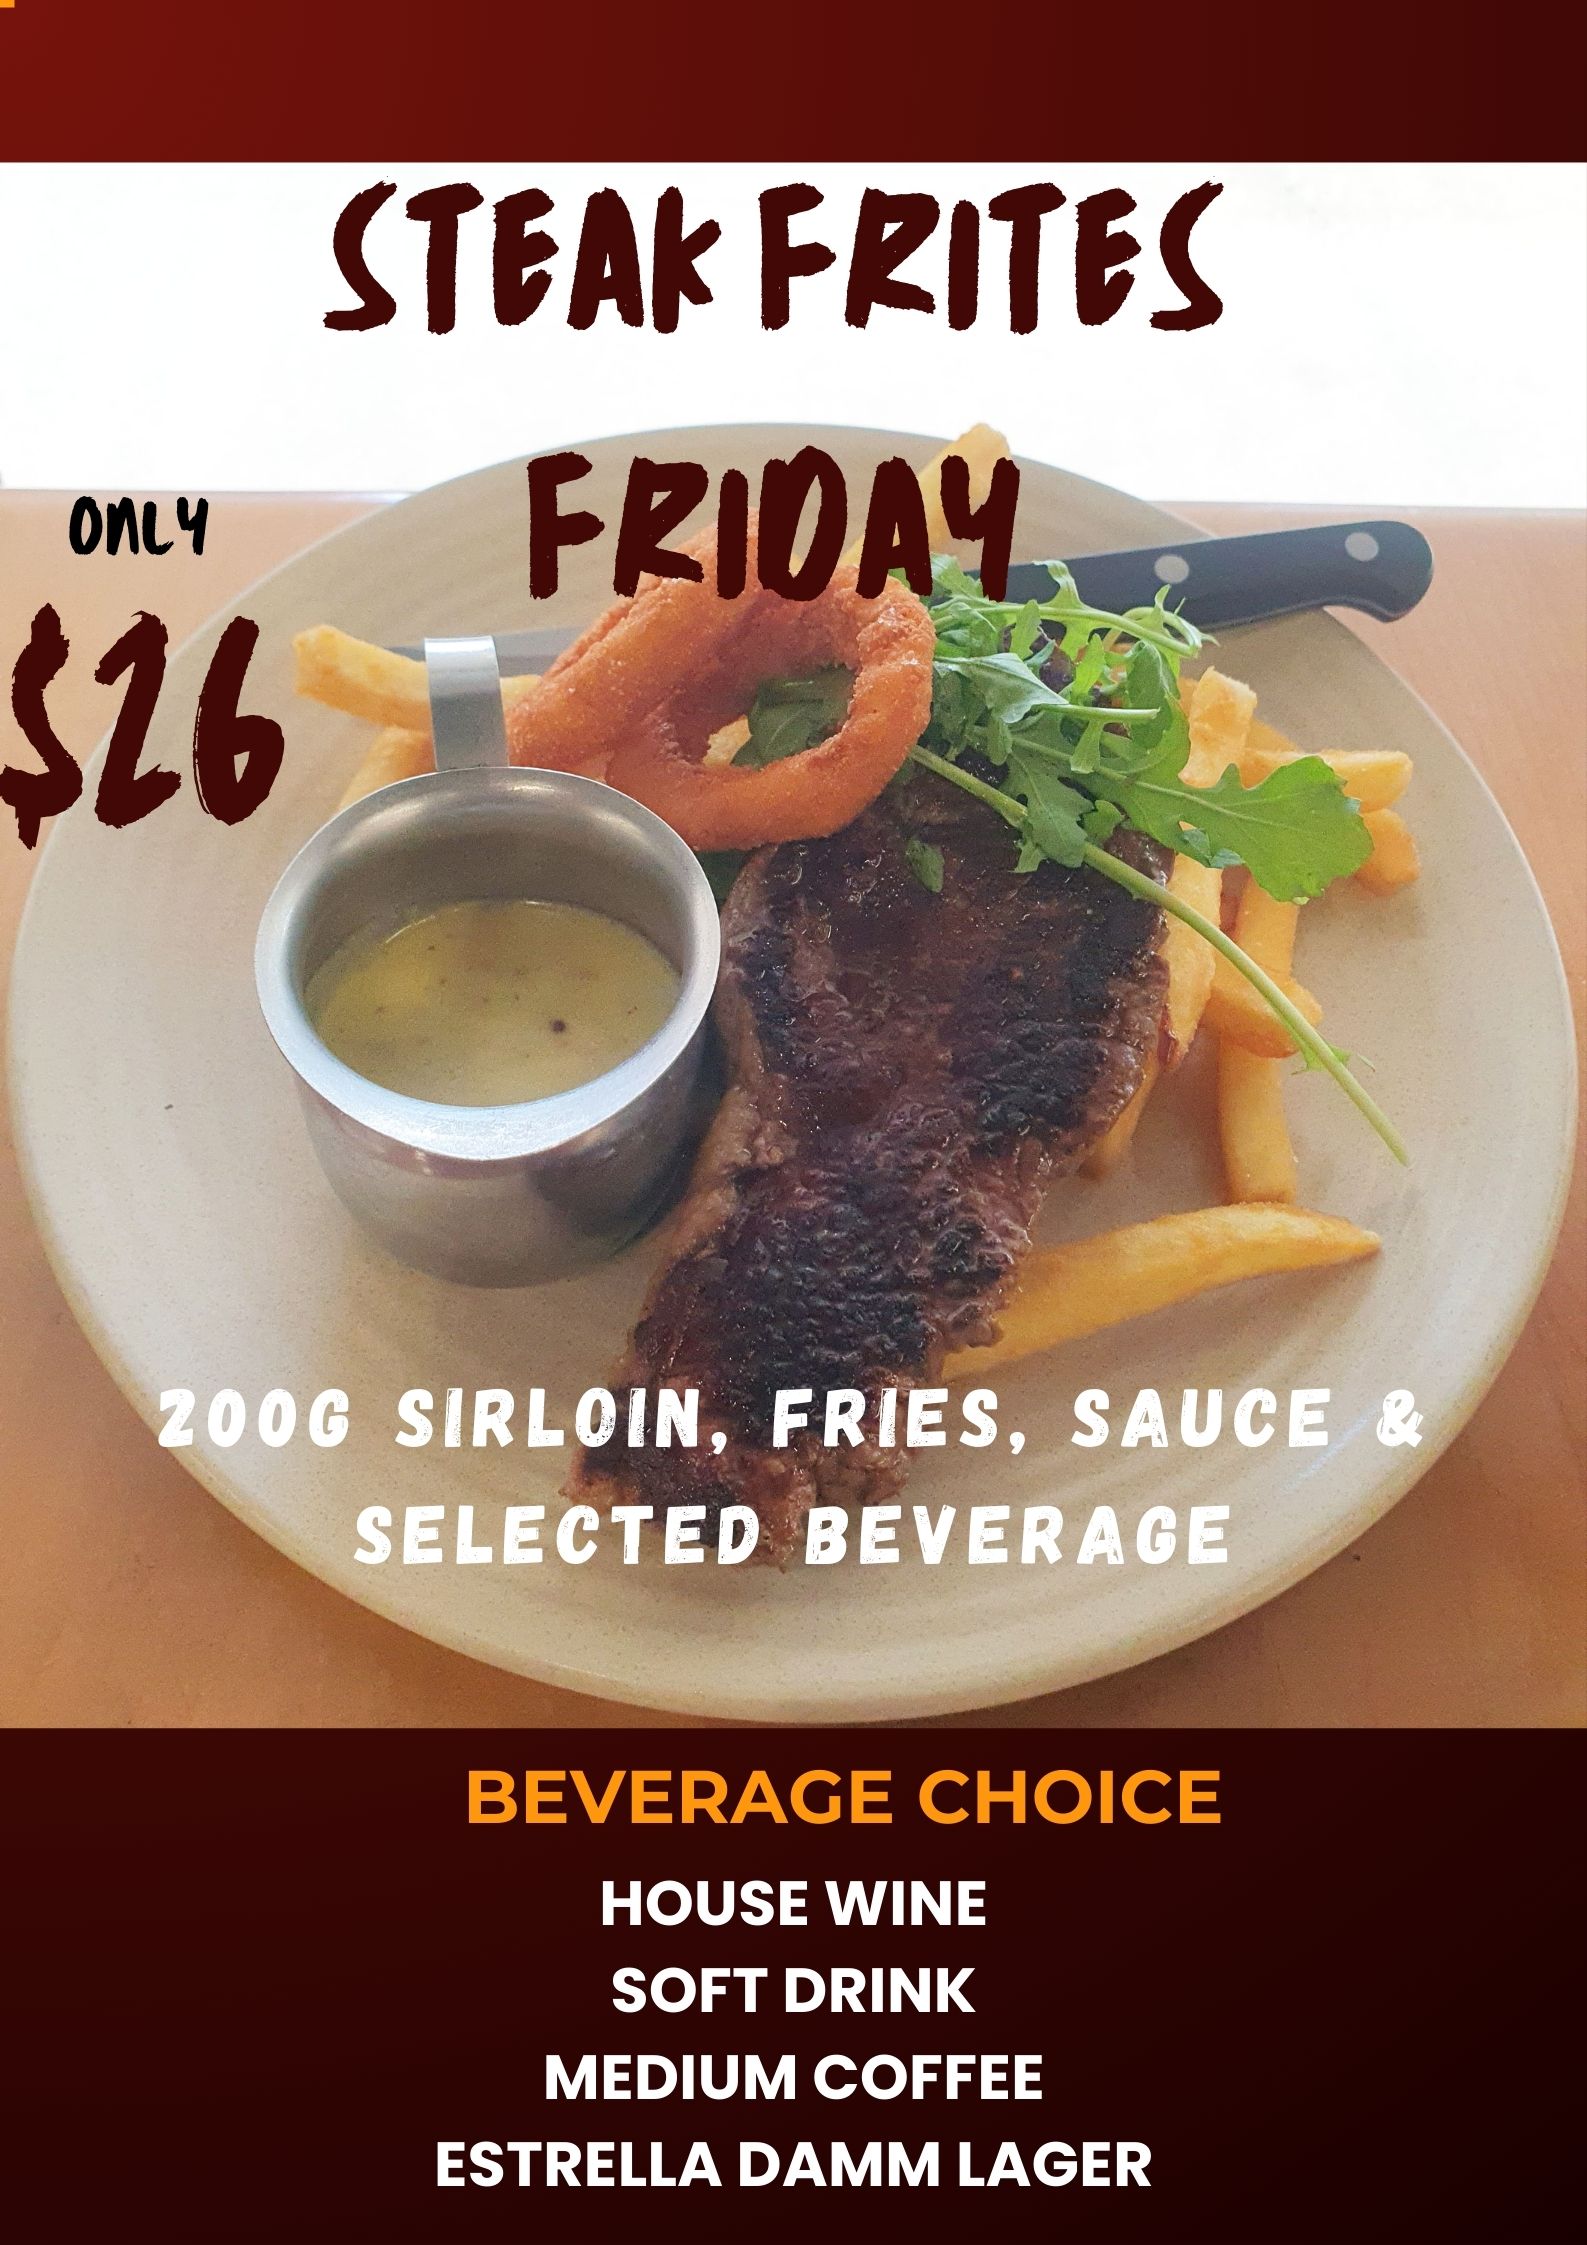 STEAK FRITES
FRIDAY
ONLY
$26
200G SIRLOIN, FRIES, SAUCE &
SELECTED BEVERAGE
BEVERAGE CHOICE
HOUSE WINE
SOFT DRINK
MEDIUM COFFEE
ESTRELLA DAMM LAGER